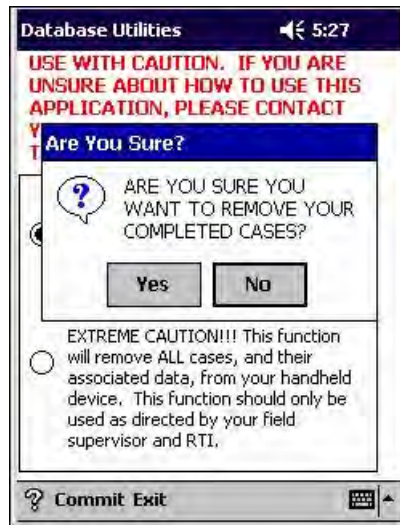 Database Utilities 5:27
USE WITH CAUTION. IF YOU ARE
UNSURE ABOUT HOW TO USE THIS
APPLICATION, PLEASE CONTACT
Are You Sure?
ARE YOU SURE YOU
WANT TO REMOVE YOUR
COMPLETED CASES?
Yes No
EXTREME CAUTION!!! This function
will remove ALL cases, and their
associated data, from your handheld
device. This function should only be
used as directed by your field
supervisor and RTI.
Commit Exit